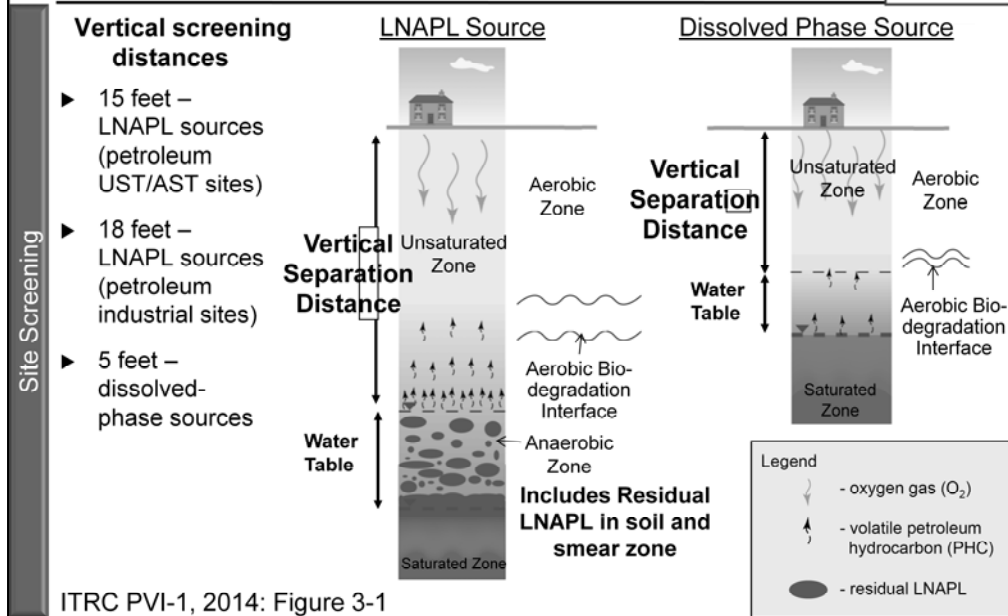 Site Screening
Vertical screening
distances
► 15 feet –
LNAPL sources
(petroleum
UST/AST sites)
► 18 feet –
LNAPL sources
(petroleum
industrial sites)
► 5 feet –
dissolved-
phase sources
LNAPL Source
Vertical
Separation
Distance
Unsaturated
Zone
Aerobic
Zone
Aerobic Bio-
degradation
Interface
Water
Table
Anaerobic
Zone
Includes Residual
LNAPL in soil and
smear zone
Saturated Zone
Dissolved Phase Source
Vertical
Separation
Distance
Unsaturated
Zone
Aerobic
Zone
Water
Table
Aerobic Bio-
degradation
Interface
Saturated
Zone
Legend
- oxygen gas (O₂)
- volatile petroleum
hydrocarbon (PHC)
- residual LNAPL
ITRC PVI-1, 2014: Figure 3-1